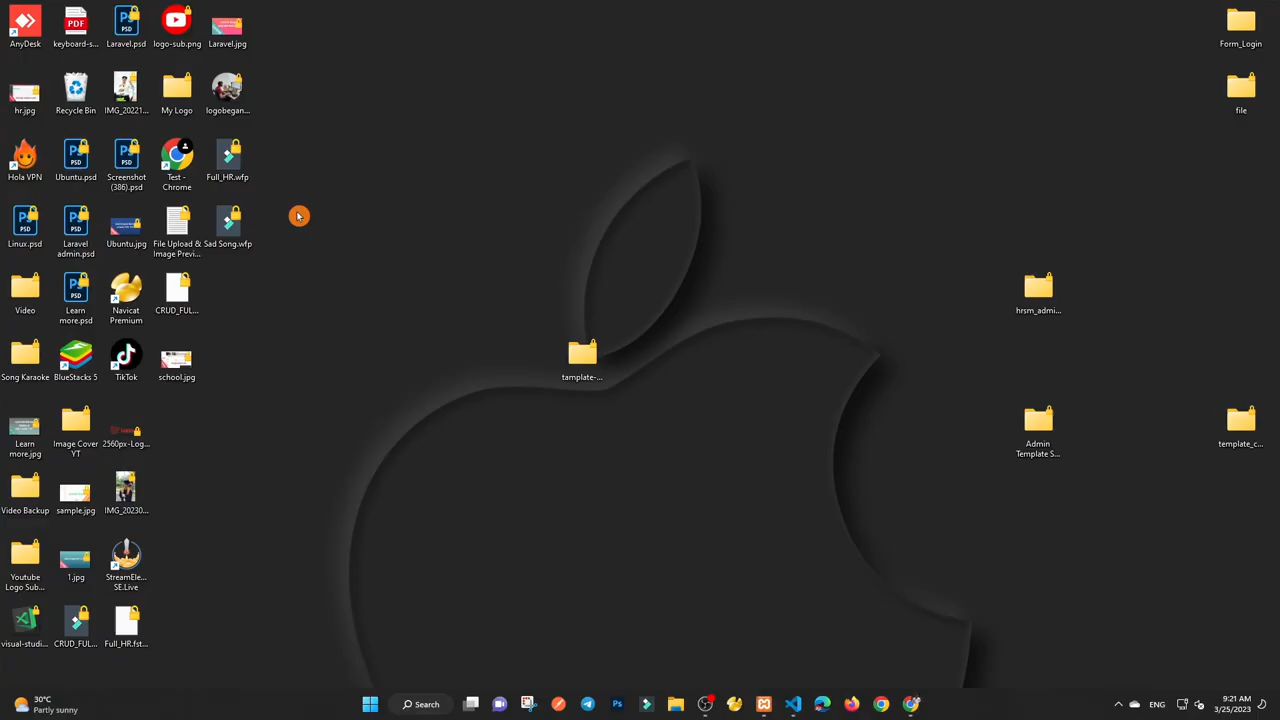 AnyDesk
PDF
keyboard-s...
PSD
Laravel.psd
logo-sub.png
Laravel.jpg
Form_Login
hr.jpg
Recycle Bin
IMG_20221...
My Logo
logobegan...
file
Hola VPN
PSD
Ubuntu.psd
PSD
Screenshot
(386).psd
Test -
Chrome
Full_HR.wfp
PSD
Linux.psd
PSD
Laravel
admin.psd
Ubuntu.jpg
File Upload &
Image Previ...
Sad Song.wfp
Video
PSD
Learn
more.psd
Navicat
Premium
CRUD_FUL...
hrsm_admi...
Song Karaoke
BlueStacks 5
TikTok
school.jpg
tamplate-...
Learn
more.jpg
Image Cover
YT
2560px-Log...
Admin
Template S...
template_c...
Video Backup
sample.jpg
IMG_20230...
Youtube
Logo Sub...
1.jpg
StreamEle...
SE.Live
visual-studi...
CRUD_FUL...
Full_HR.fst...
30°C
Partly sunny
Search
Ps
ENG
9:21 AM
3/25/2023